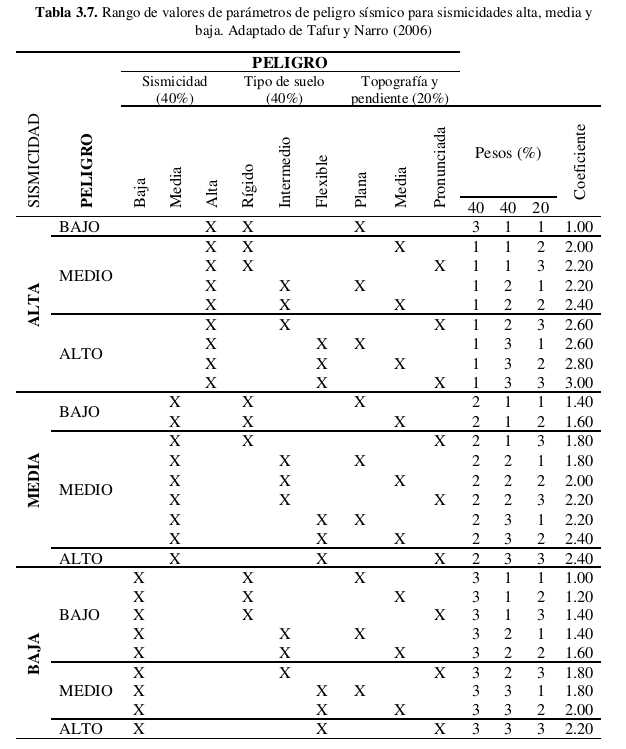 Tabla 3.7. Rango de valores de parámetros de peligro sísmico para sismicidades alta, media y
baja. Adaptado de Tafur y Narro (2006)
PELIGRO
Sismicidad (40%) Tipo de suelo (40%) Topografía y pendiente (20%)
SISMICIDAD PELIGRO Baja Media Alta Rígido Intermedio Flexible Plana Media Pronunciada Pesos (%) Coeficiente
40 40 20
ALTA
BAJO X X X 3 1 1 1.00
MEDIO
X X X 1 1 2 2.00
X X X 1 1 3 2.20
X X X 1 2 1 2.20
X X X 1 2 2 2.40
ALTO
X X X 1 2 3 2.60
X X X 1 3 1 2.60
X X X 1 3 2 2.80
X X X 1 3 3 3.00
MEDIA
BAJO
X X X 2 1 1 1.40
X X X 2 1 2 1.60
MEDIO
X X X 2 1 3 1.80
X X X 2 2 1 1.80
X X X 2 2 2 2.00
X X X 2 2 3 2.20
X X X 2 3 1 2.20
X X X 2 3 2 2.40
ALTO X X X 2 3 3 2.40
BAJA
BAJO
X X X 3 1 1 1.00
X X X 3 1 2 1.20
X X X 3 1 3 1.40
X X X 3 2 1 1.40
X X X 3 2 2 1.60
MEDIO
X X X 3 2 3 1.80
X X X 3 3 1 1.80
X X X 3 3 2 2.00
ALTO X X X 3 3 3 2.20